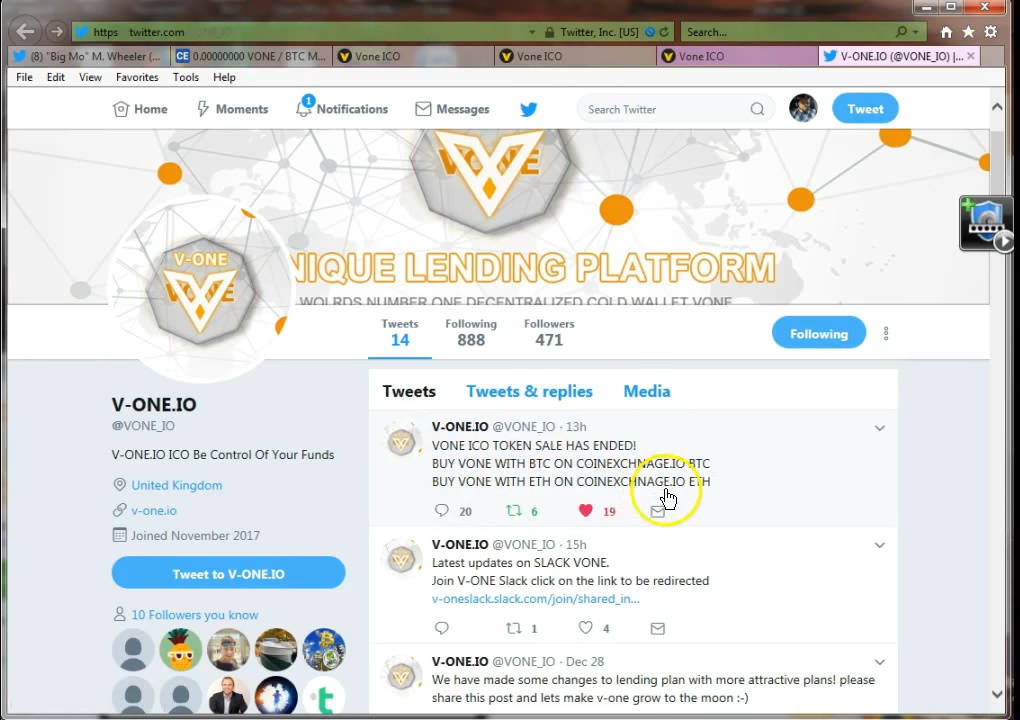 https twitter.com
Twitter, Inc. [US]
Search...
(8) "Big Mo" M. Wheeler (...
CE 0.00000000 VONE / BTC M...
Vone ICO
Vone ICO
Vone ICO
V-ONE.IO (@VONE_IO) |...
File Edit View Favorites Tools Help
Home
Moments
1
Notifications
Messages
Search Twitter
Tweet
VONE
V-ONE
VONE
NIQUE LENDING PLATFORM
WOLRDS NUMBER ONE DECENTRALIZED COLD WALLET VONE
Tweets Following Followers
14 888 471
Following
V-ONE.IO
@VONE_IO
V-ONE.IO ICO Be Control Of Your Funds
United Kingdom
v-one.io
Joined November 2017
Tweet to V-ONE.IO
10 Followers you know
Tweets Tweets & replies Media
V-ONE.IO @VONE_IO · 13h
VONE ICO TOKEN SALE HAS ENDED!
BUY VONE WITH BTC ON COINEXCHNAGE.IO BTC
BUY VONE WITH ETH ON COINEXCHNAGE.IO ETH
20 6 19
V-ONE.IO @VONE_IO · 15h
Latest updates on SLACK VONE.
Join V-ONE Slack click on the link to be redirected
v-oneslack.slack.com/join/shared_in...
1 4
V-ONE.IO @VONE_IO · Dec 28
We have made some changes to lending plan with more attractive plans! please
share this post and lets make v-one grow to the moon :-)